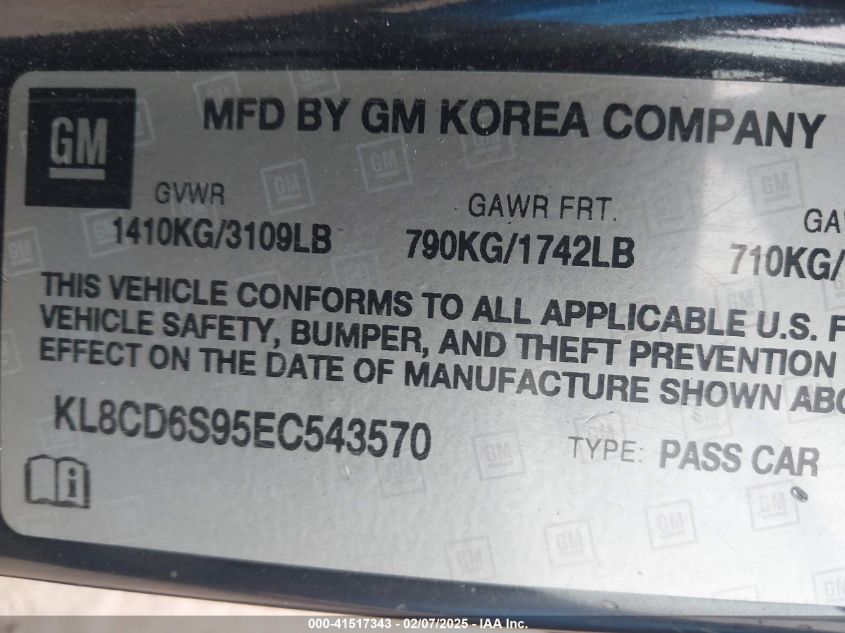 GM
MFD BY GM KOREA COMPANY
GVWR GAWR FRT. GA
1410KG/3109LB 790KG/1742LB 710KG/
THIS VEHICLE CONFORMS TO ALL APPLICABLE U.S. F
VEHICLE SAFETY, BUMPER, AND THEFT PREVENTION
EFFECT ON THE DATE OF MANUFACTURE SHOWN ABO
KL8CD6S95EC543570 TYPE: PASS CAR
i
000-41517343 - 02/07/2025 - IAA Inc.